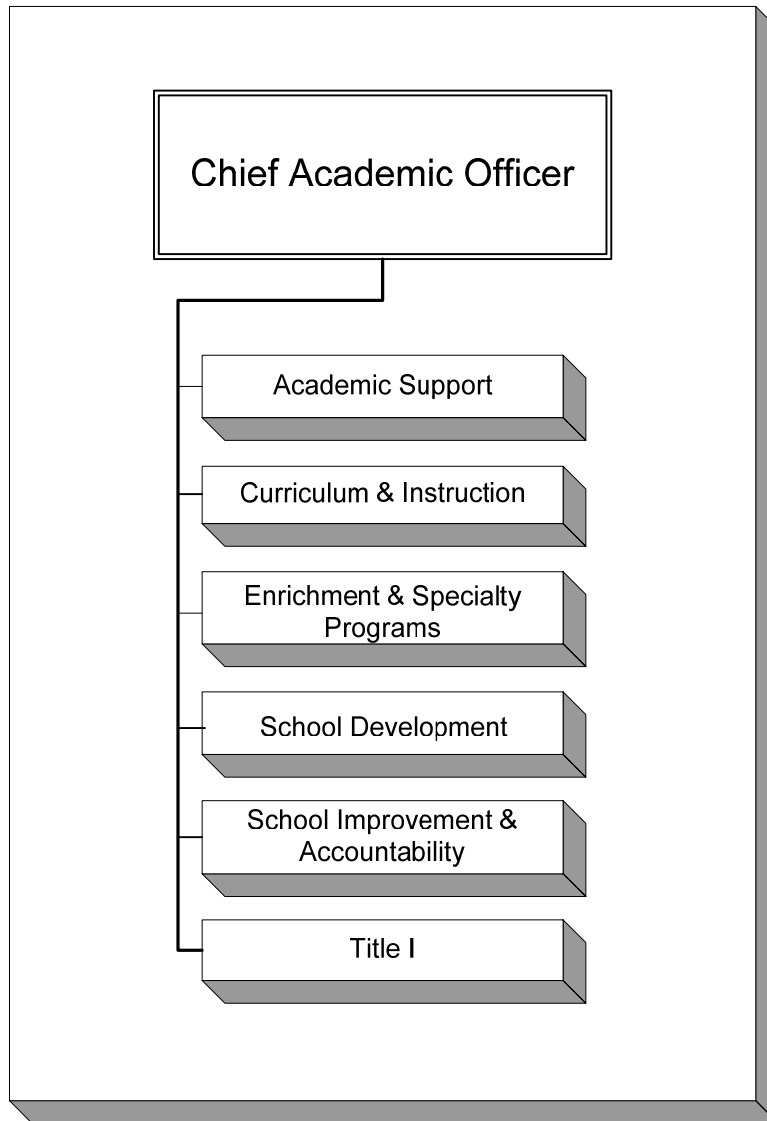 Chief Academic Officer
Academic Support
Curriculum & Instruction
Enrichment & Specialty
Programs
School Development
School Improvement &
Accountability
Title I